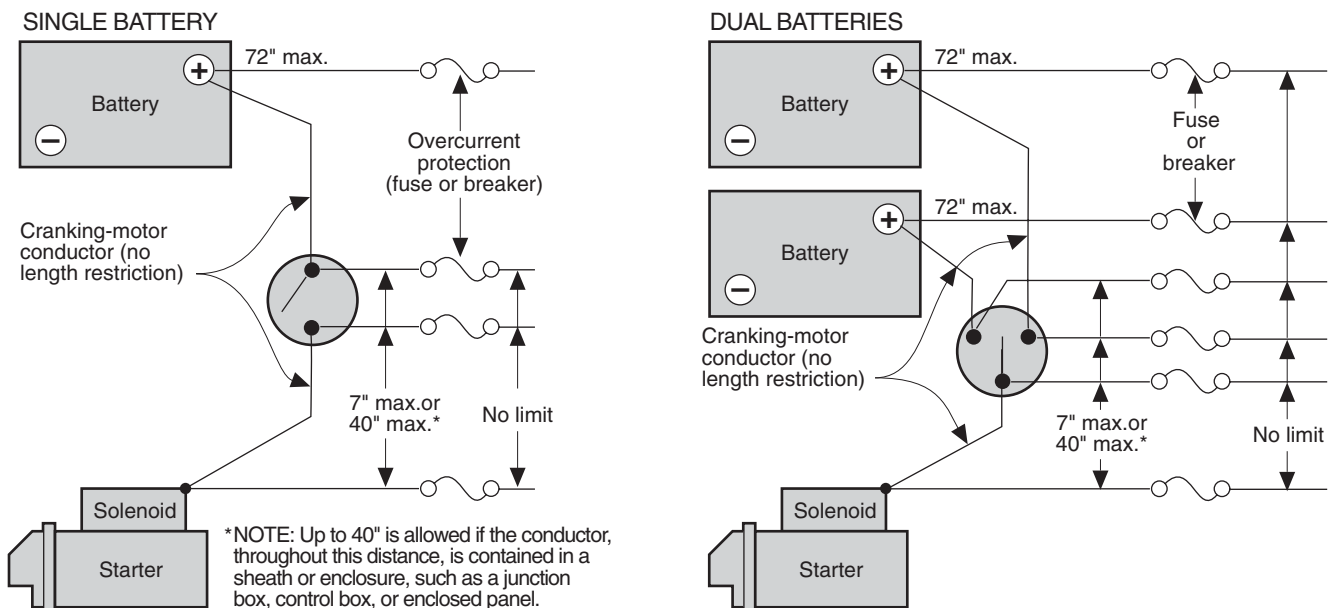 SINGLE BATTERY
72" max.
+
Battery
−
Overcurrent
protection
(fuse or breaker)
Cranking-motor
conductor (no
length restriction)
7" max.or
40" max.*
No limit
Solenoid
Starter
*NOTE: Up to 40" is allowed if the conductor,
throughout this distance, is contained in a
sheath or enclosure, such as a junction
box, control box, or enclosed panel.
DUAL BATTERIES
72" max.
+
Battery
−
Fuse
or
breaker
72" max.
+
Battery
−
Cranking-motor
conductor (no
length restriction)
7" max.or
40" max.*
No limit
Solenoid
Starter